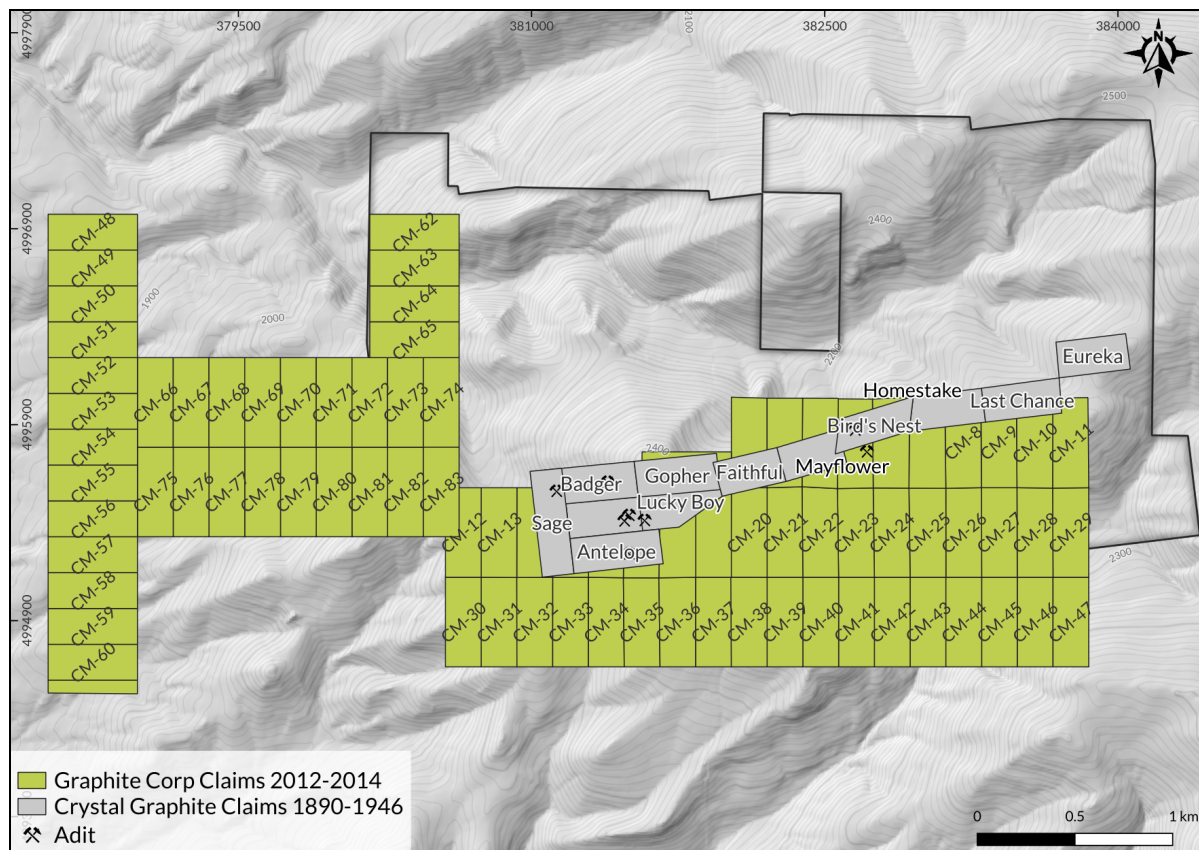 379500
381000
382500
384000
4997900
4996900
4995900
4994900
N
2100
2500
2400
1900
2000
2200
2400
2300
CM-48
CM-49
CM-50
CM-51
CM-52
CM-53
CM-54
CM-55
CM-56
CM-57
CM-58
CM-59
CM-60
CM-62
CM-63
CM-64
CM-65
CM-66
CM-67
CM-68
CM-69
CM-70
CM-71
CM-72
CM-73
CM-74
CM-75
CM-76
CM-77
CM-78
CM-79
CM-80
CM-81
CM-82
CM-83
Eureka
Homestake
Last Chance
Bird's Nest
Mayflower
Faithful
Gopher
Badger
Lucky Boy
Sage
Antelope
CM-8
CM-9
CM-10
CM-11
CM-12
CM-13
CM-20
CM-21
CM-22
CM-23
CM-24
CM-25
CM-26
CM-27
CM-28
CM-29
CM-30
CM-31
CM-32
CM-33
CM-34
CM-35
CM-36
CM-37
CM-38
CM-39
CM-40
CM-41
CM-42
CM-43
CM-44
CM-45
CM-46
CM-47
Graphite Corp Claims 2012-2014
Crystal Graphite Claims 1890-1946
Adit
0 0.5 1 km